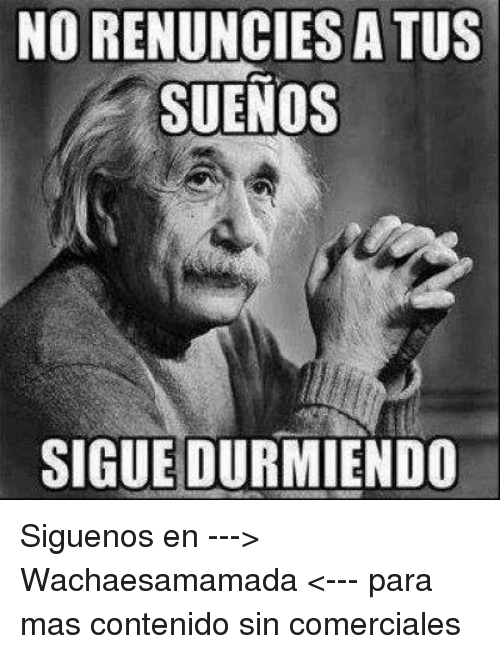 NO RENUNCIES A TUS
SUEÑOS
SIGUE DURMIENDO
Siguenos en --->
Wachaesamamada <--- para
mas contenido sin comerciales